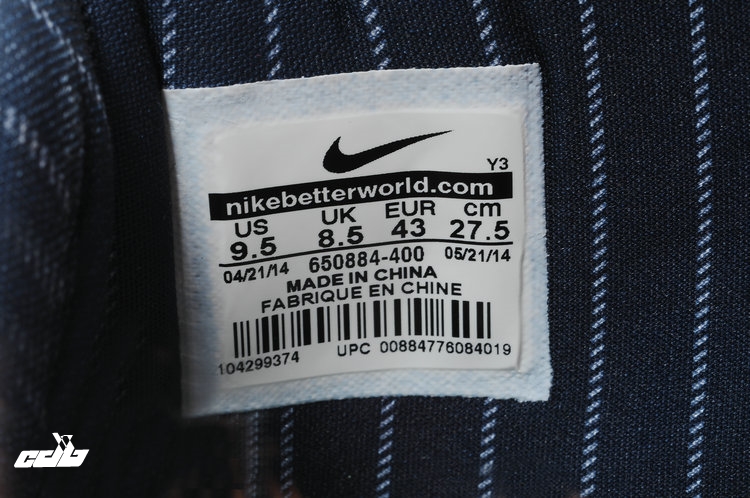 Y3
nikebetterworld.com
US UK EUR cm
9.5 8.5 43 27.5
04/21/14 650884-400 05/21/14
MADE IN CHINA
FABRIQUE EN CHINE
104299374 UPC 00884776084019
cdb